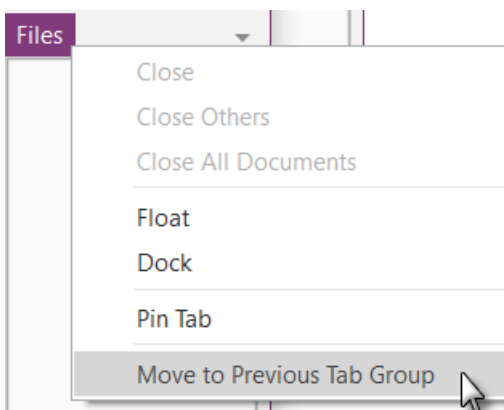 Files
Close
Close Others
Close All Documents
Float
Dock
Pin Tab
Move to Previous Tab Group